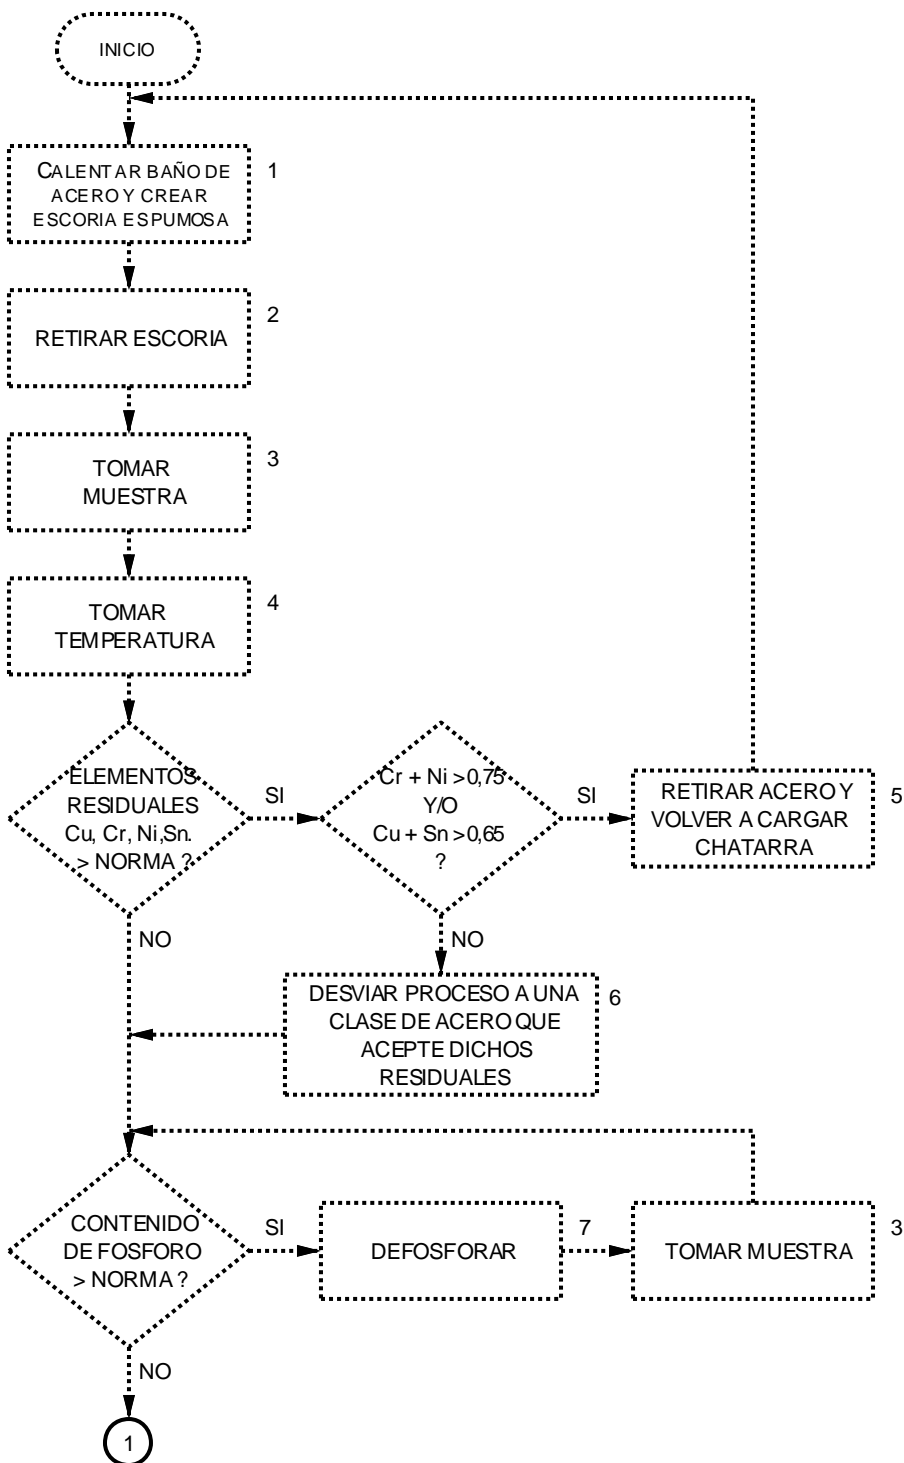 INICIO
CALENTAR BAÑO DE
ACERO Y CREAR
ESCORIA ESPUMOSA
1
RETIRAR ESCORIA
2
TOMAR
MUESTRA
3
TOMAR
TEMPERATURA
4
ELEMENTOS
RESIDUALES
Cu, Cr, Ni,Sn.
> NORMA ?
SI
Cr + Ni >0,75
Y/O
Cu + Sn >0,65
?
SI
RETIRAR ACERO Y
VOLVER A CARGAR
CHATARRA
5
NO
NO
DESVIAR PROCESO A UNA
CLASE DE ACERO QUE
ACEPTE DICHOS
RESIDUALES
6
CONTENIDO
DE FOSFORO
> NORMA ?
SI
DEFOSFORAR
7
TOMAR MUESTRA
3
NO
1